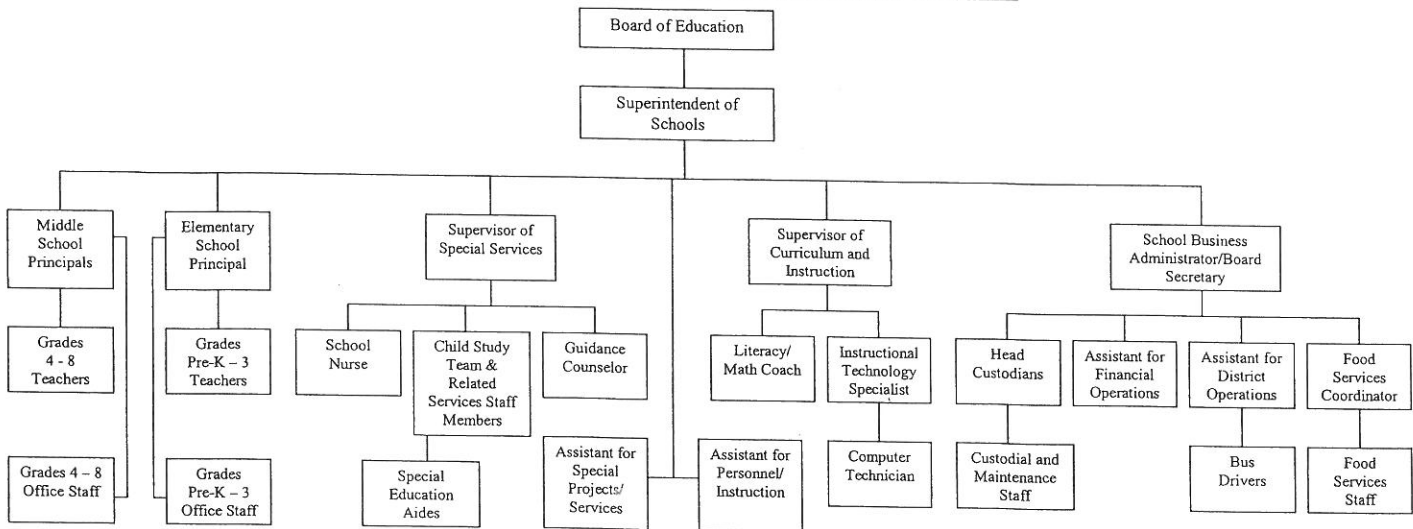 Board of Education
Superintendent of
Schools
Middle
School
Principals
Elementary
School
Principal
Supervisor of
Special Services
Supervisor of
Curriculum and
Instruction
School Business
Administrator/Board
Secretary
Grades
4 - 8
Teachers
Grades
Pre-K – 3
Teachers
School
Nurse
Child Study
Team &
Related
Services Staff
Members
Guidance
Counselor
Literacy/
Math Coach
Instructional
Technology
Specialist
Head
Custodians
Assistant for
Financial
Operations
Assistant for
District
Operations
Food
Services
Coordinator
Grades 4 – 8
Office Staff
Grades
Pre-K – 3
Office Staff
Special
Education
Aides
Assistant for
Special
Projects/
Services
Assistant for
Personnel/
Instruction
Computer
Technician
Custodial and
Maintenance
Staff
Bus
Drivers
Food
Services
Staff